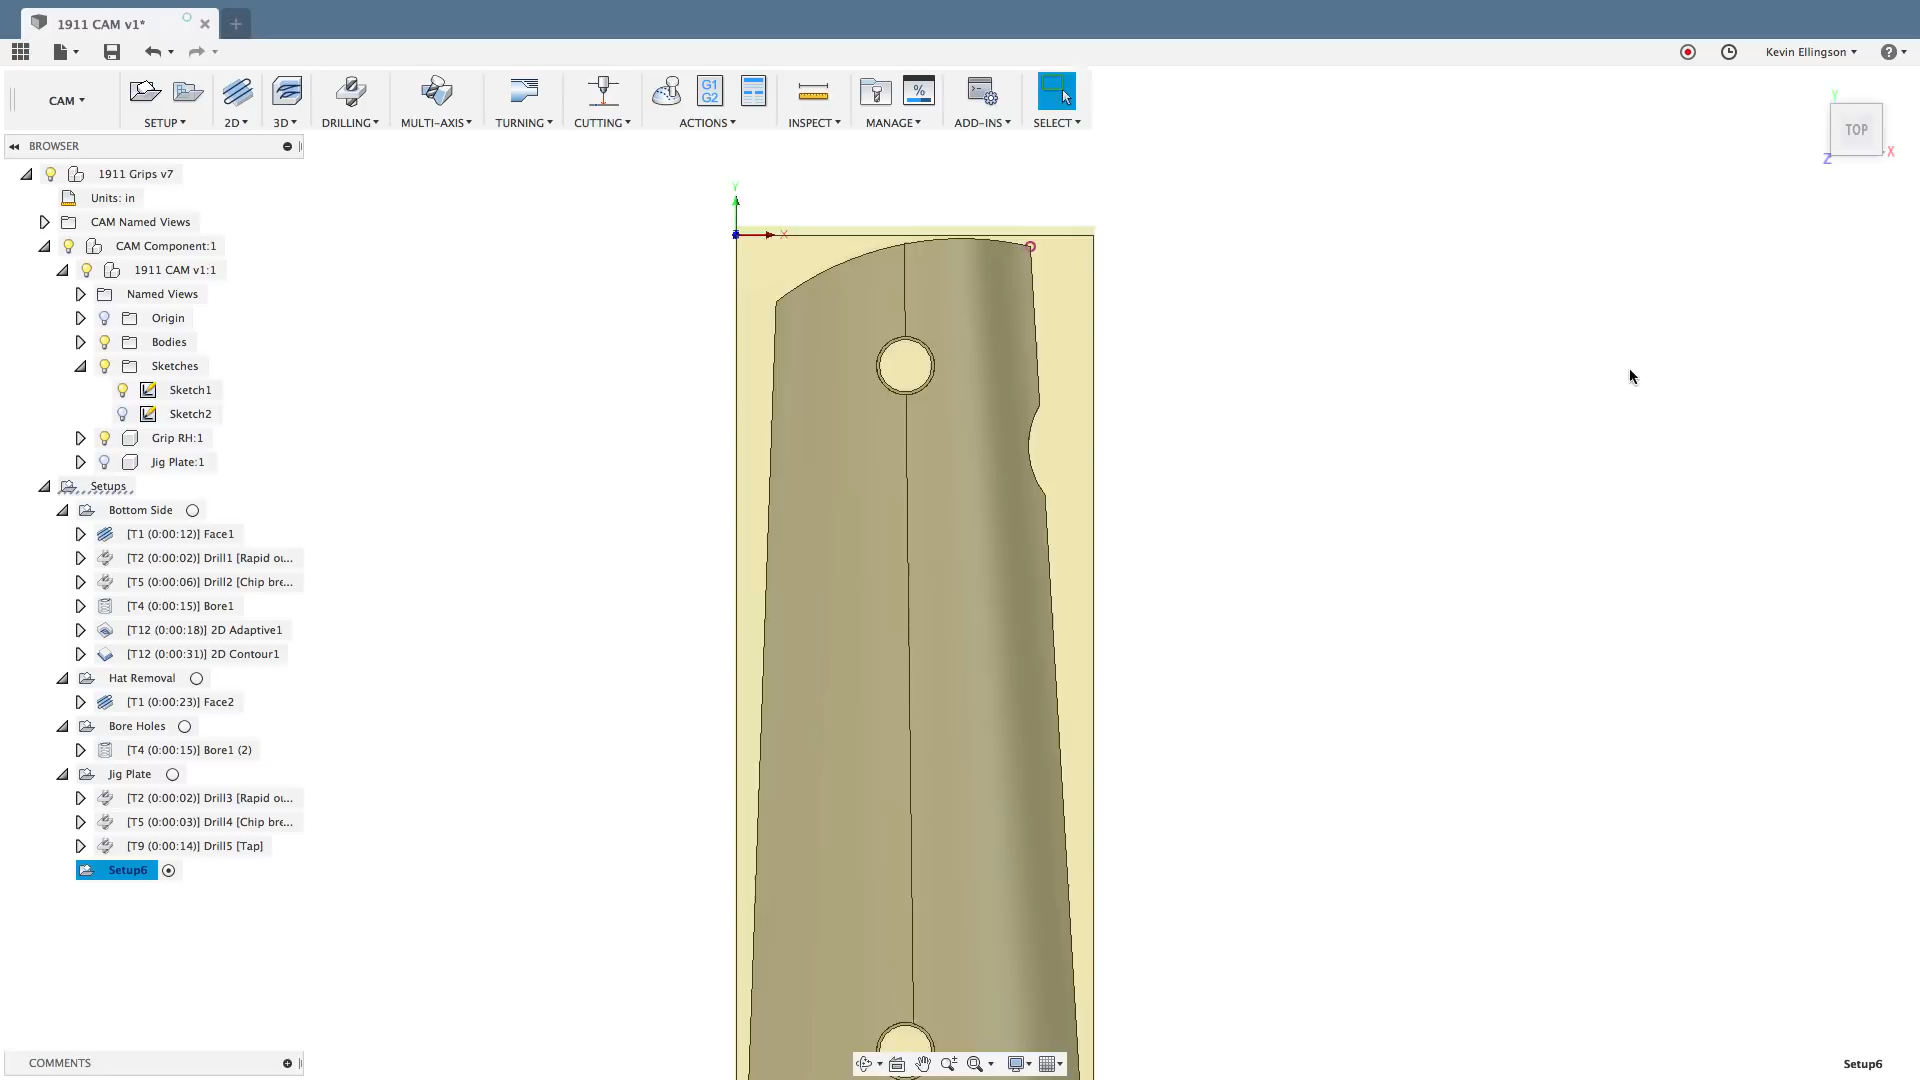 1911 CAM v1*
Kevin Ellingson
CAM
SETUP
2D
3D
DRILLING
MULTI-AXIS
TURNING
CUTTING
G1
G2
ACTIONS
INSPECT
%
MANAGE
ADD-INS
SELECT
BROWSER
1911 Grips v7
Units: in
CAM Named Views
CAM Component:1
1911 CAM v1:1
Named Views
Origin
Bodies
Sketches
Sketch1
Sketch2
Grip RH:1
Jig Plate:1
Setups
Bottom Side
[T1 (0:00:12)] Face1
[T2 (0:00:02)] Drill1 [Rapid ou...
[T5 (0:00:06)] Drill2 [Chip bre...
[T4 (0:00:15)] Bore1
[T12 (0:00:18)] 2D Adaptive1
[T12 (0:00:31)] 2D Contour1
Hat Removal
[T1 (0:00:23)] Face2
Bore Holes
[T4 (0:00:15)] Bore1 (2)
Jig Plate
[T2 (0:00:02)] Drill3 [Rapid ou...
[T5 (0:00:03)] Drill4 [Chip bre...
[T9 (0:00:14)] Drill5 [Tap]
Setup6
Y
X
Y
TOP
Z
X
COMMENTS
Setup6